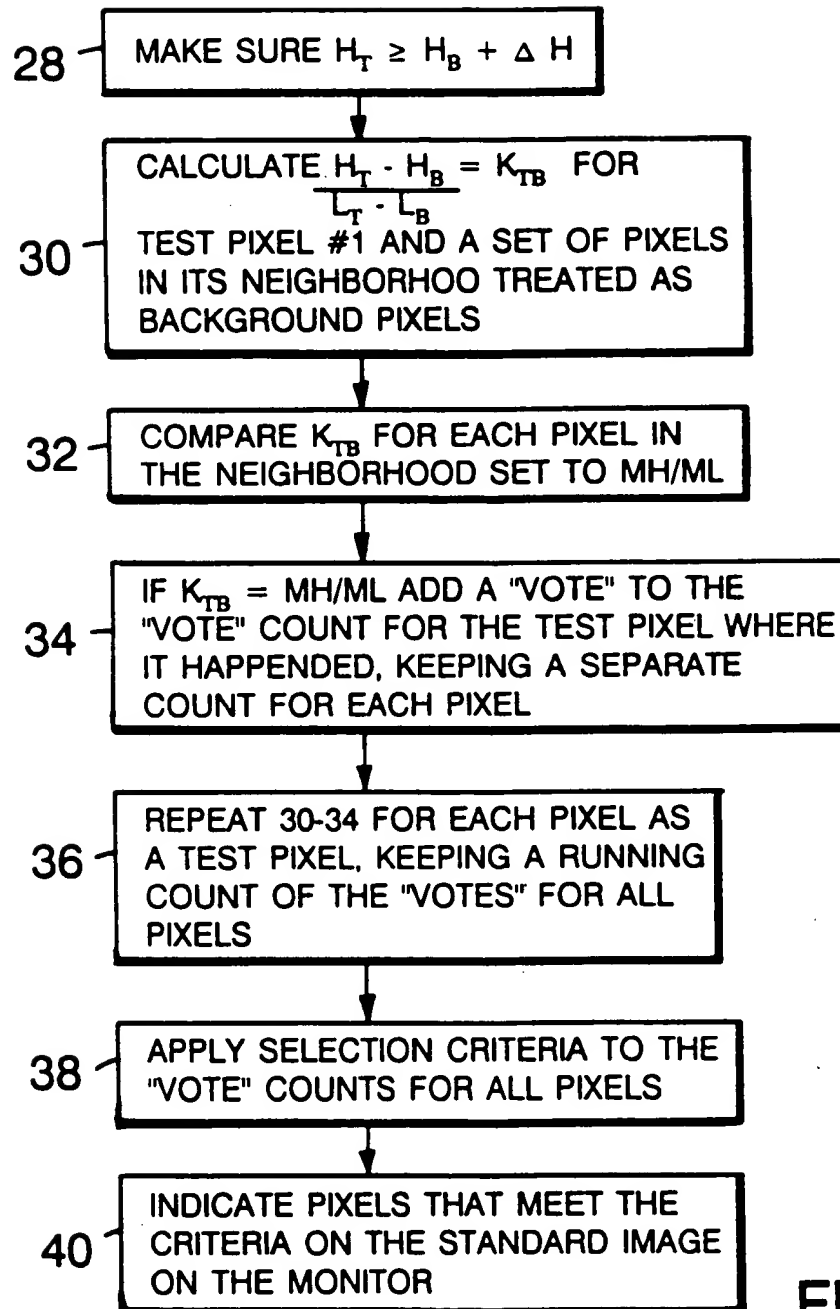 28 MAKE SURE H_T ≥ H_B + Δ H
CALCULATE H_T - H_B = K_TB FOR
L_T - L_B
30 TEST PIXEL #1 AND A SET OF PIXELS
IN ITS NEIGHBORHOO TREATED AS
BACKGROUND PIXELS
32 COMPARE K_TB FOR EACH PIXEL IN
THE NEIGHBORHOOD SET TO MH/ML
IF K_TB = MH/ML ADD A "VOTE" TO THE
34 "VOTE" COUNT FOR THE TEST PIXEL WHERE
IT HAPPENDED, KEEPING A SEPARATE
COUNT FOR EACH PIXEL
REPEAT 30-34 FOR EACH PIXEL AS
36 A TEST PIXEL, KEEPING A RUNNING
COUNT OF THE "VOTES" FOR ALL
PIXELS
38 APPLY SELECTION CRITERIA TO THE
"VOTE" COUNTS FOR ALL PIXELS
INDICATE PIXELS THAT MEET THE
40 CRITERIA ON THE STANDARD IMAGE
ON THE MONITOR